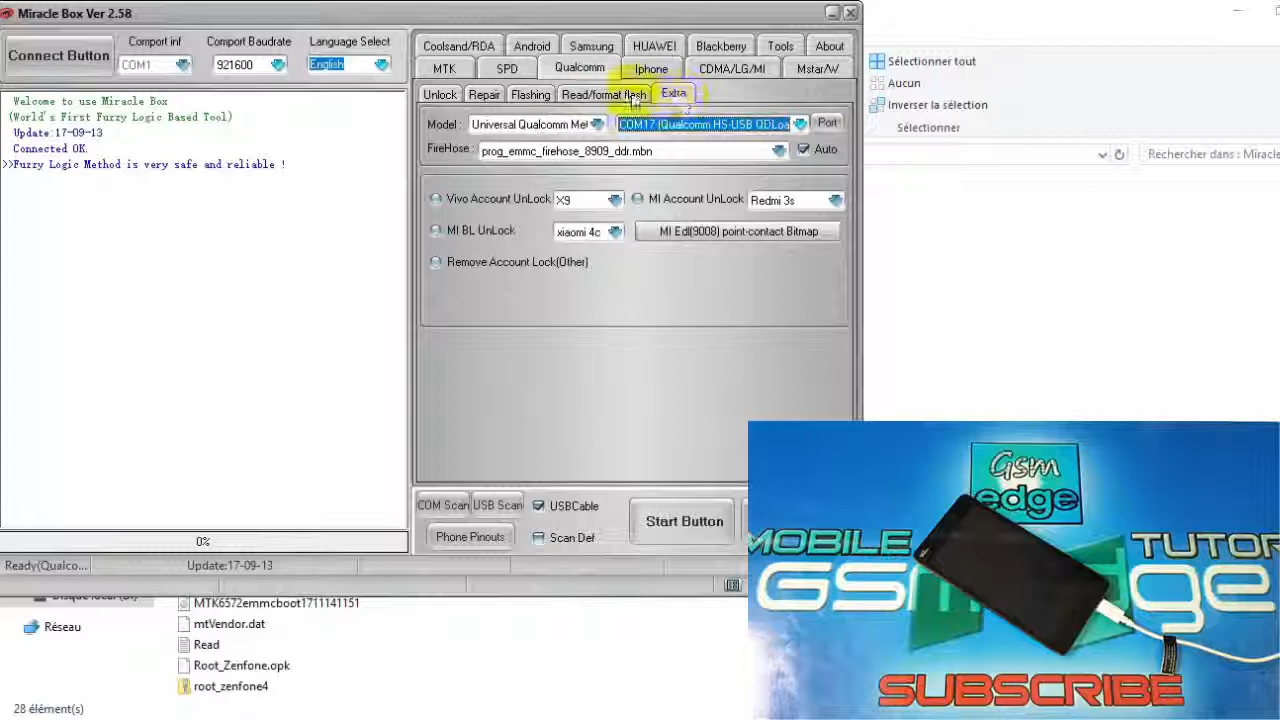 Miracle Box Ver 2.58
Connect Button
Comport inf
Comport Baudrate
Language Select
COM1
921600
English
Welcome to use Miracle Box
(World's First Fuzzy Logic Based Tool)
Update:17-09-13
Connected OK.
>>Fuzzy Logic Method is very safe and reliable !
0%
Ready(Qualco...
Update:17-09-13
Coolsand/RDA
Android
Samsung
HUAWEI
Blackberry
Tools
About
MTK
SPD
Qualcomm
Iphone
CDMA/LG/MI
Mstar/W
Unlock
Repair
Flashing
Read/format flash
Extra
Model :
Universal Qualcomm Met
COM17 (Qualcomm HS-USB QDLoa
Port
FireHose :
prog_emmc_firehose_8909_ddr.mbn
Auto
Vivo Account UnLock
X9
MI Account UnLock
Redmi 3s
MI BL UnLock
xiaomi 4c
MI Edl(9008) point-contact Bitmap
Remove Account Lock(Other)
COM Scan
USB Scan
USBCable
Start Button
Phone Pinouts
Scan Def
Sélectionner tout
Aucun
Inverser la sélection
Sélectionner
Rechercher dans : Miracle
Réseau
MTK6572emmcboot1711141151
mtVendor.dat
Read
Root_Zenfone.opk
root_zenfone4
28 élément(s)
Gsm
edge
MOBILE
TUTOR
SUBSCRIBE